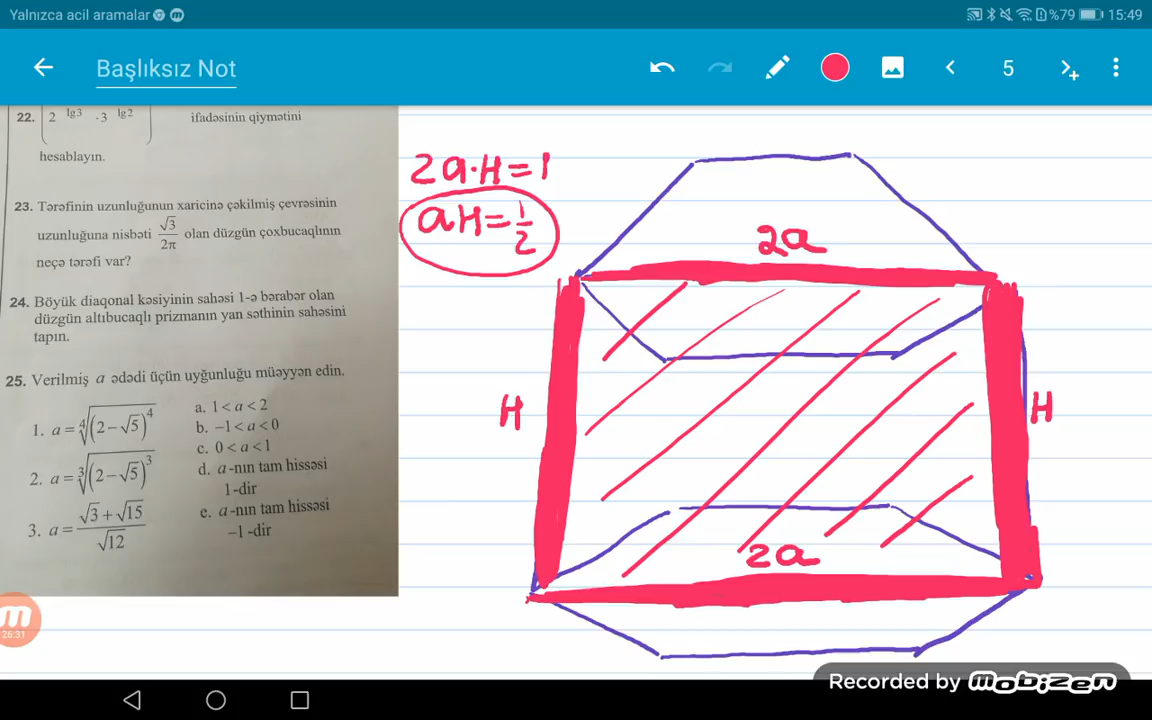 Yalnızca acil aramalar
%79 15:49
Başlıksız Not
5
22. 2 lg3 · 3 lg2 ifadəsinin qiymətini
hesablayın.
23. Tərəfinin uzunluğunun xaricinə çəkilmiş çevrəsinin
uzunluğuna nisbəti √3/2π olan düzgün çoxbucaqlının
neçə tərəfi var?
24. Böyük diaqonal kəsiyinin sahəsi 1-ə bərabər olan
düzgün altıbucaqlı prizmanın yan səthinin sahəsini
tapın.
25. Verilmiş a ədədi üçün uyğunluğu müəyyən edin.
1. a = ∜(2−√5)⁴
2. a = ∛(2−√5)³
3. a = (√3+√15)/√12
a. 1 < a < 2
b. −1 < a < 0
c. 0 < a < 1
d. a-nın tam hissəsi
1-dir
e. a-nın tam hissəsi
−1 -dir
2a·H=1
aH=1/2
2a
H
H
2a
26:31
Recorded by mobizen